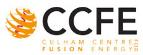 CCFE
CULHAM CENTRE
FUSION ENERGY